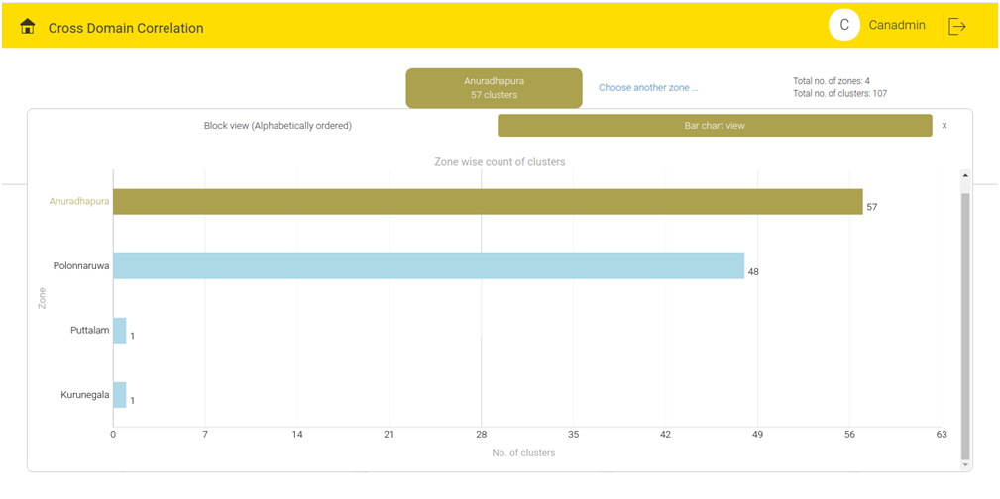 Cross Domain Correlation
C Canadmin
Anuradhapura
57 clusters
Choose another zone ...
Total no. of zones: 4
Total no. of clusters: 107
Block view (Alphabetically ordered)
Bar chart view
x
Zone wise count of clusters
Anuradhapura
57
Polonnaruwa
48
Zone
Puttalam
1
Kurunegala
1
0 7 14 21 28 35 42 49 56 63
No. of clusters